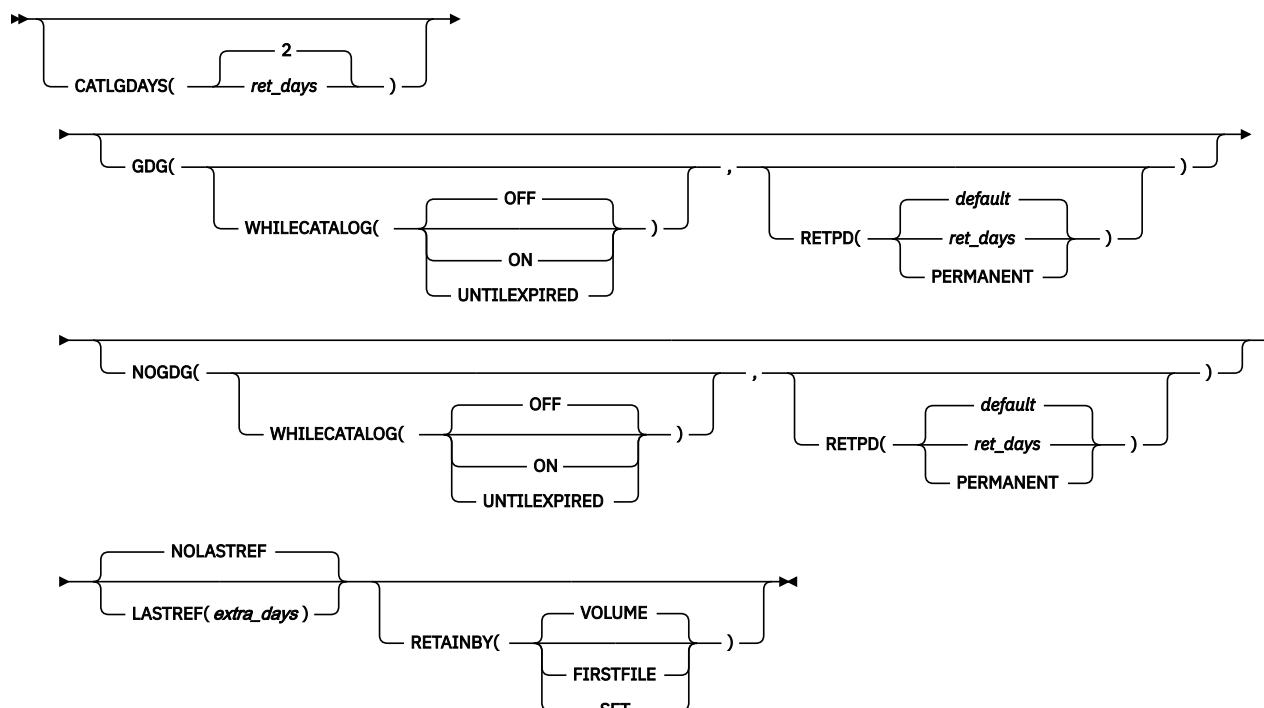 2
CATLGDAYS( ret_days )
GDG( , )
OFF default
WHILECATALOG( ) RETPD( ret_days )
ON PERMANENT
UNTILEXPIRED
NOGDG( , )
OFF default
WHILECATALOG( ) RETPD( ret_days )
ON PERMANENT
UNTILEXPIRED
NOLASTREF
LASTREF( extra_days ) VOLUME
RETAINBY( )
FIRSTFILE
SET